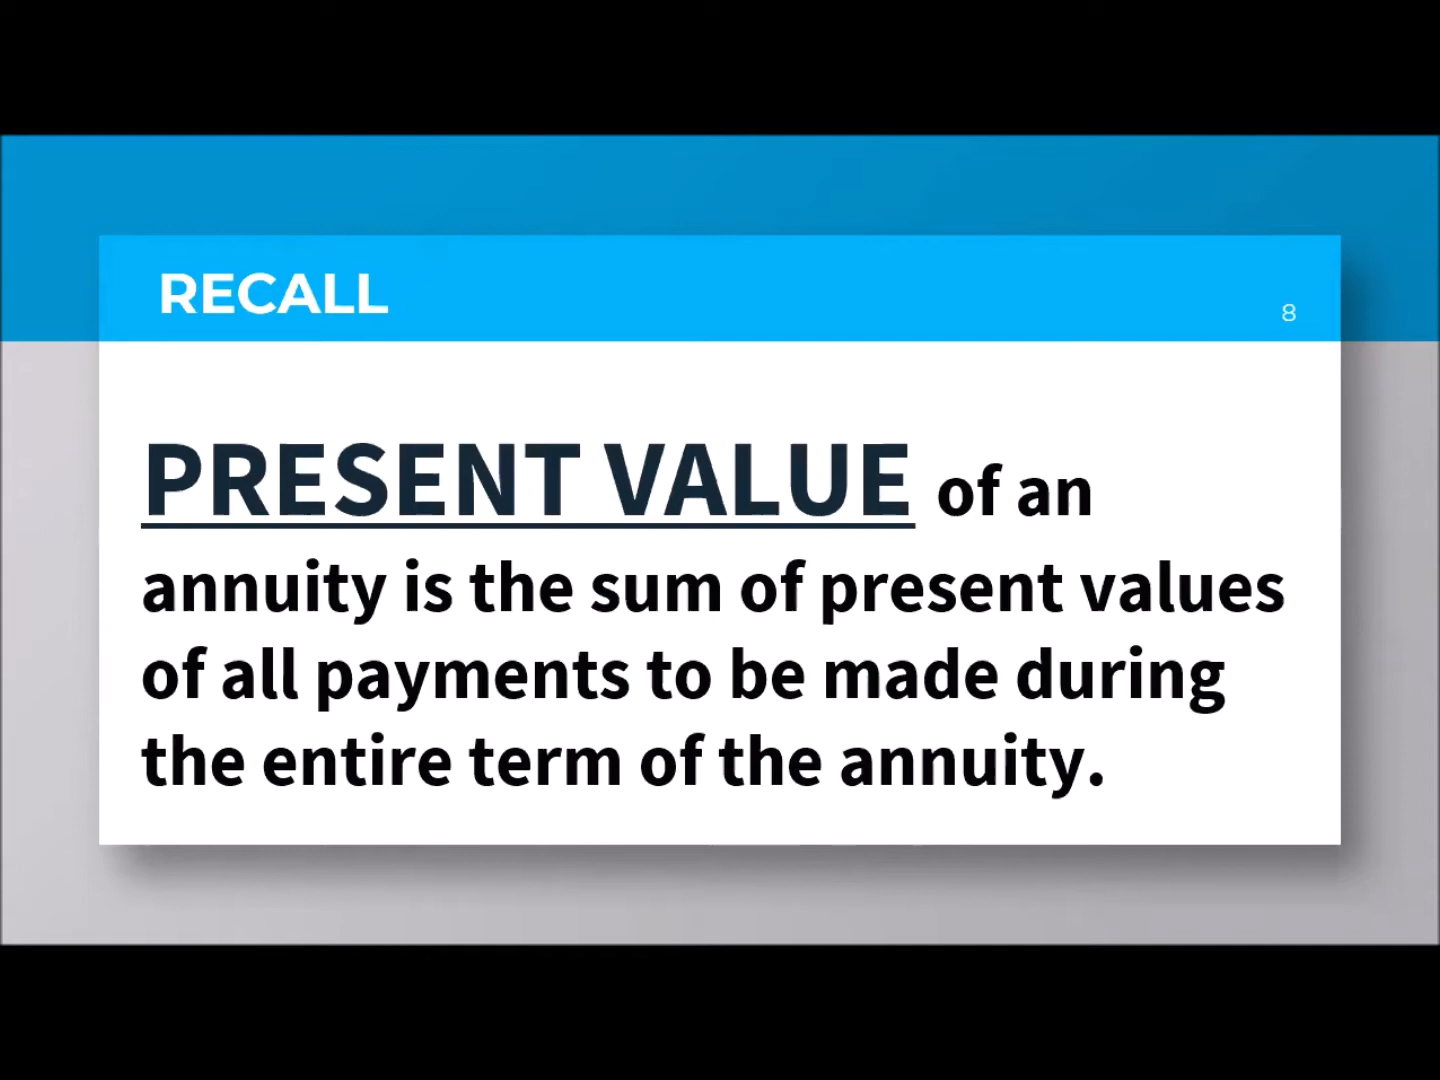 RECALL
8
PRESENT VALUE of an
annuity is the sum of present values
of all payments to be made during
the entire term of the annuity.